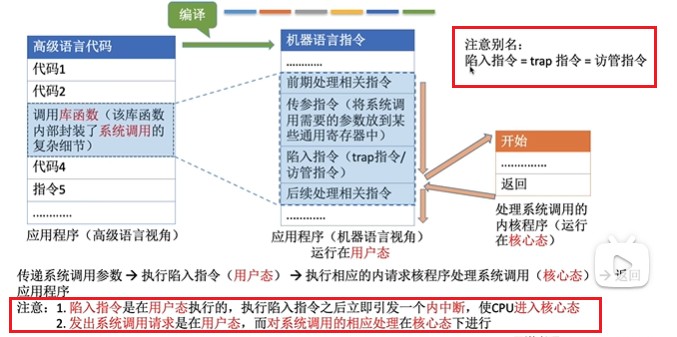 编译
高级语言代码
代码1
代码2
调用库函数（该库函数
内部封装了系统调用的
复杂细节）
代码4
指令5
…………
应用程序（高级语言视角）
机器语言指令
…………
前期处理相关指令
传参指令（将系统调
用需要的参数放到某
些通用寄存器中）
陷入指令（trap指令/
访管指令）
后续处理相关指令
…………
应用程序（机器语言视角）
运行在用户态
注意别名：
陷入指令 = trap 指令 = 访管指令
开始
…………..
返回
处理系统调用的
内核程序（运行
在核心态）
传递系统调用参数 → 执行陷入指令（用户态） → 执行相应的内请求核程序处理系统调用（核心态） → 返回
应用程序
注意：1. 陷入指令是在用户态执行的，执行陷入指令之后立即引发一个内中断，使CPU进入核心态
2. 发出系统调用请求是在用户态，而对系统调用的相应处理在核心态下进行